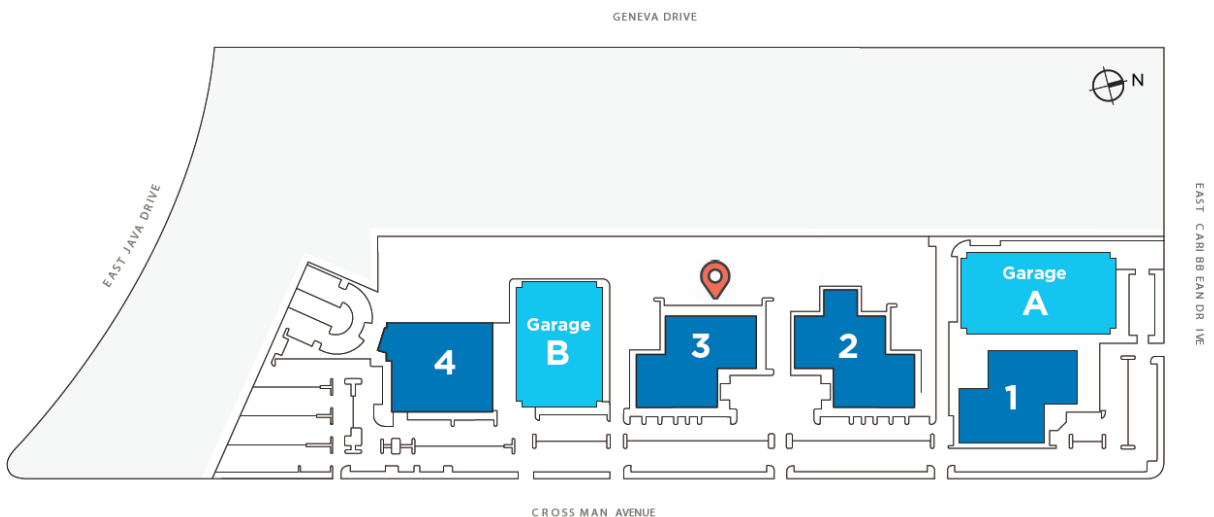 GENEVA DRIVE
N
EAST JAVA DRIVE
EAST CARI BB EAN DR IVE
Garage
A
Garage
B
3
2
4
1
CROSS MAN AVENUE